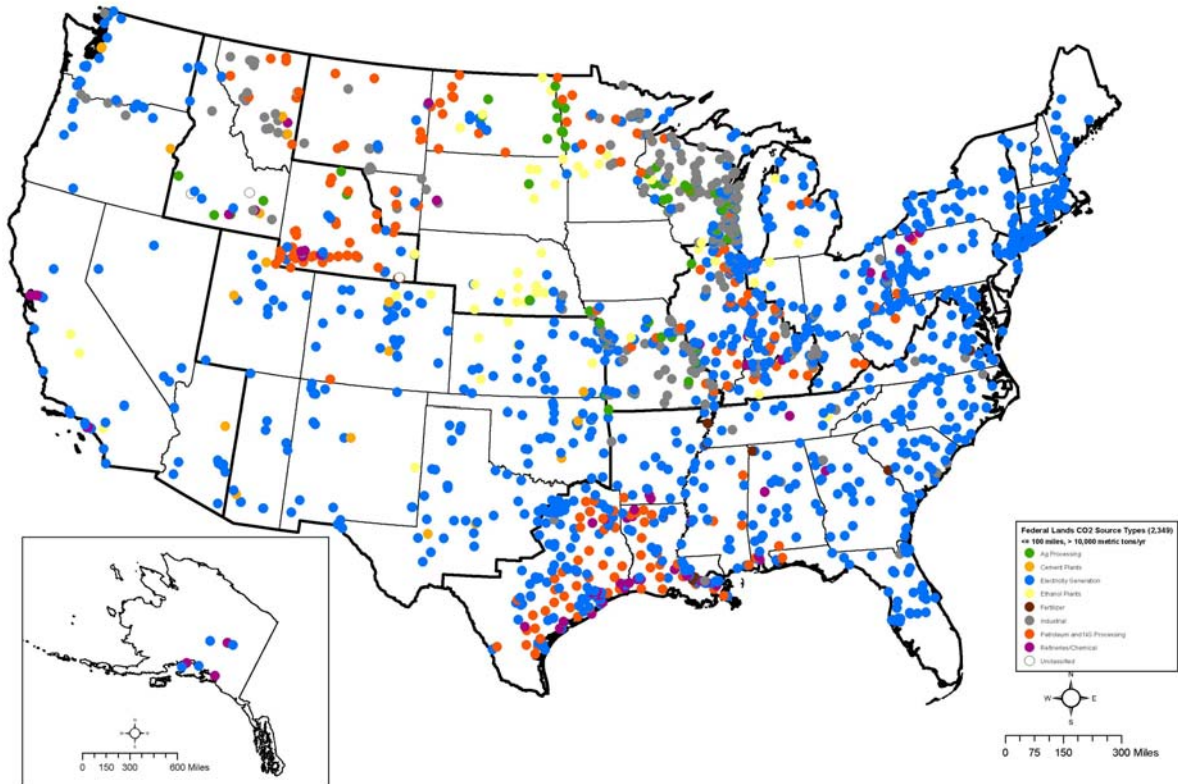 Federal Lands CO2 Source Types (2,349)
<= 100 miles, > 10,000 metric tons/yr
Ag Processing
Cement Plants
Electricity Generation
Ethanol Plants
Fertilizer
Industrial
Petroleum and NG Processing
Refineries/Chemical
Unclassified
N
W E
S
0 75 150 300 Miles
0 150 300 600 Miles